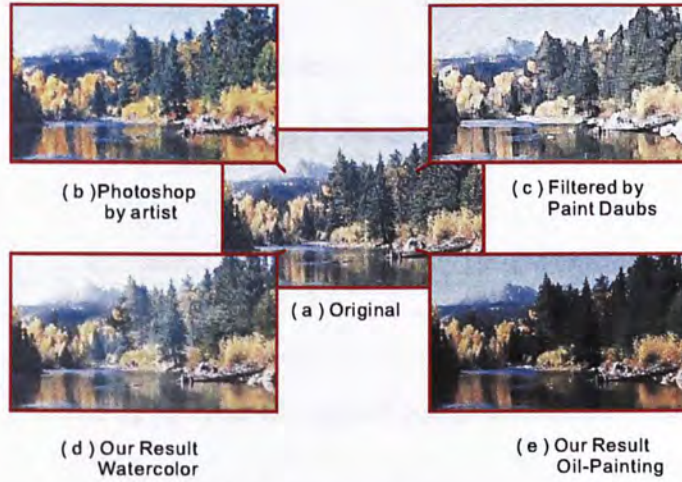 ( b )Photoshop
by artist
( c ) Filtered by
Paint Daubs
( a ) Original
( d ) Our Result
Watercolor
( e ) Our Result
Oil-Painting